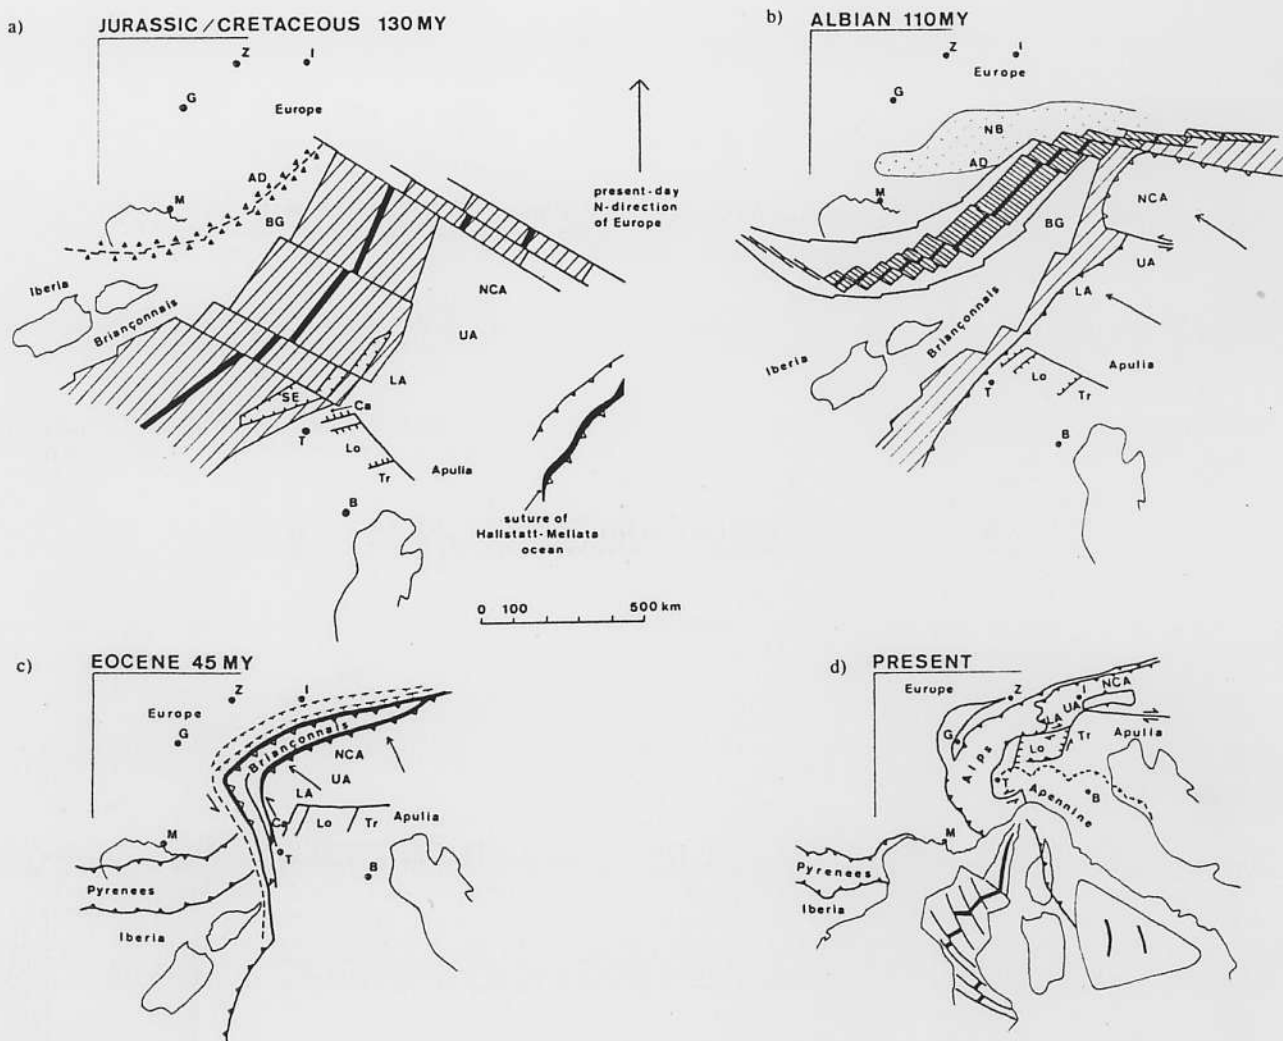 a)
JURASSIC / CRETACEOUS 130 MY
Z
I
G
Europe
AD
M
BG
present-day
N-direction
of Europe
Iberia
Briançonnais
NCA
UA
LA
SE
Ca
T
Lo
Tr
Apulia
B
suture of
Hallstatt-Meliata
ocean
0 100 500 km
b)
ALBIAN 110MY
Z
I
Europe
G
NB
AD
M
BG
NCA
UA
LA
Iberia
Briançonnais
T
Lo
Tr
Apulia
B
c)
EOCENE 45 MY
Z
I
Europe
G
Briançonnais
NCA
UA
LA
Ca
Lo
Tr
Apulia
M
T
B
Pyrenees
Iberia
d)
PRESENT
Europe
Z
I
NCA
UA
LA
G
Alps
Lo
Tr
Apulia
T
B
Apennine
M
Pyrenees
Iberia